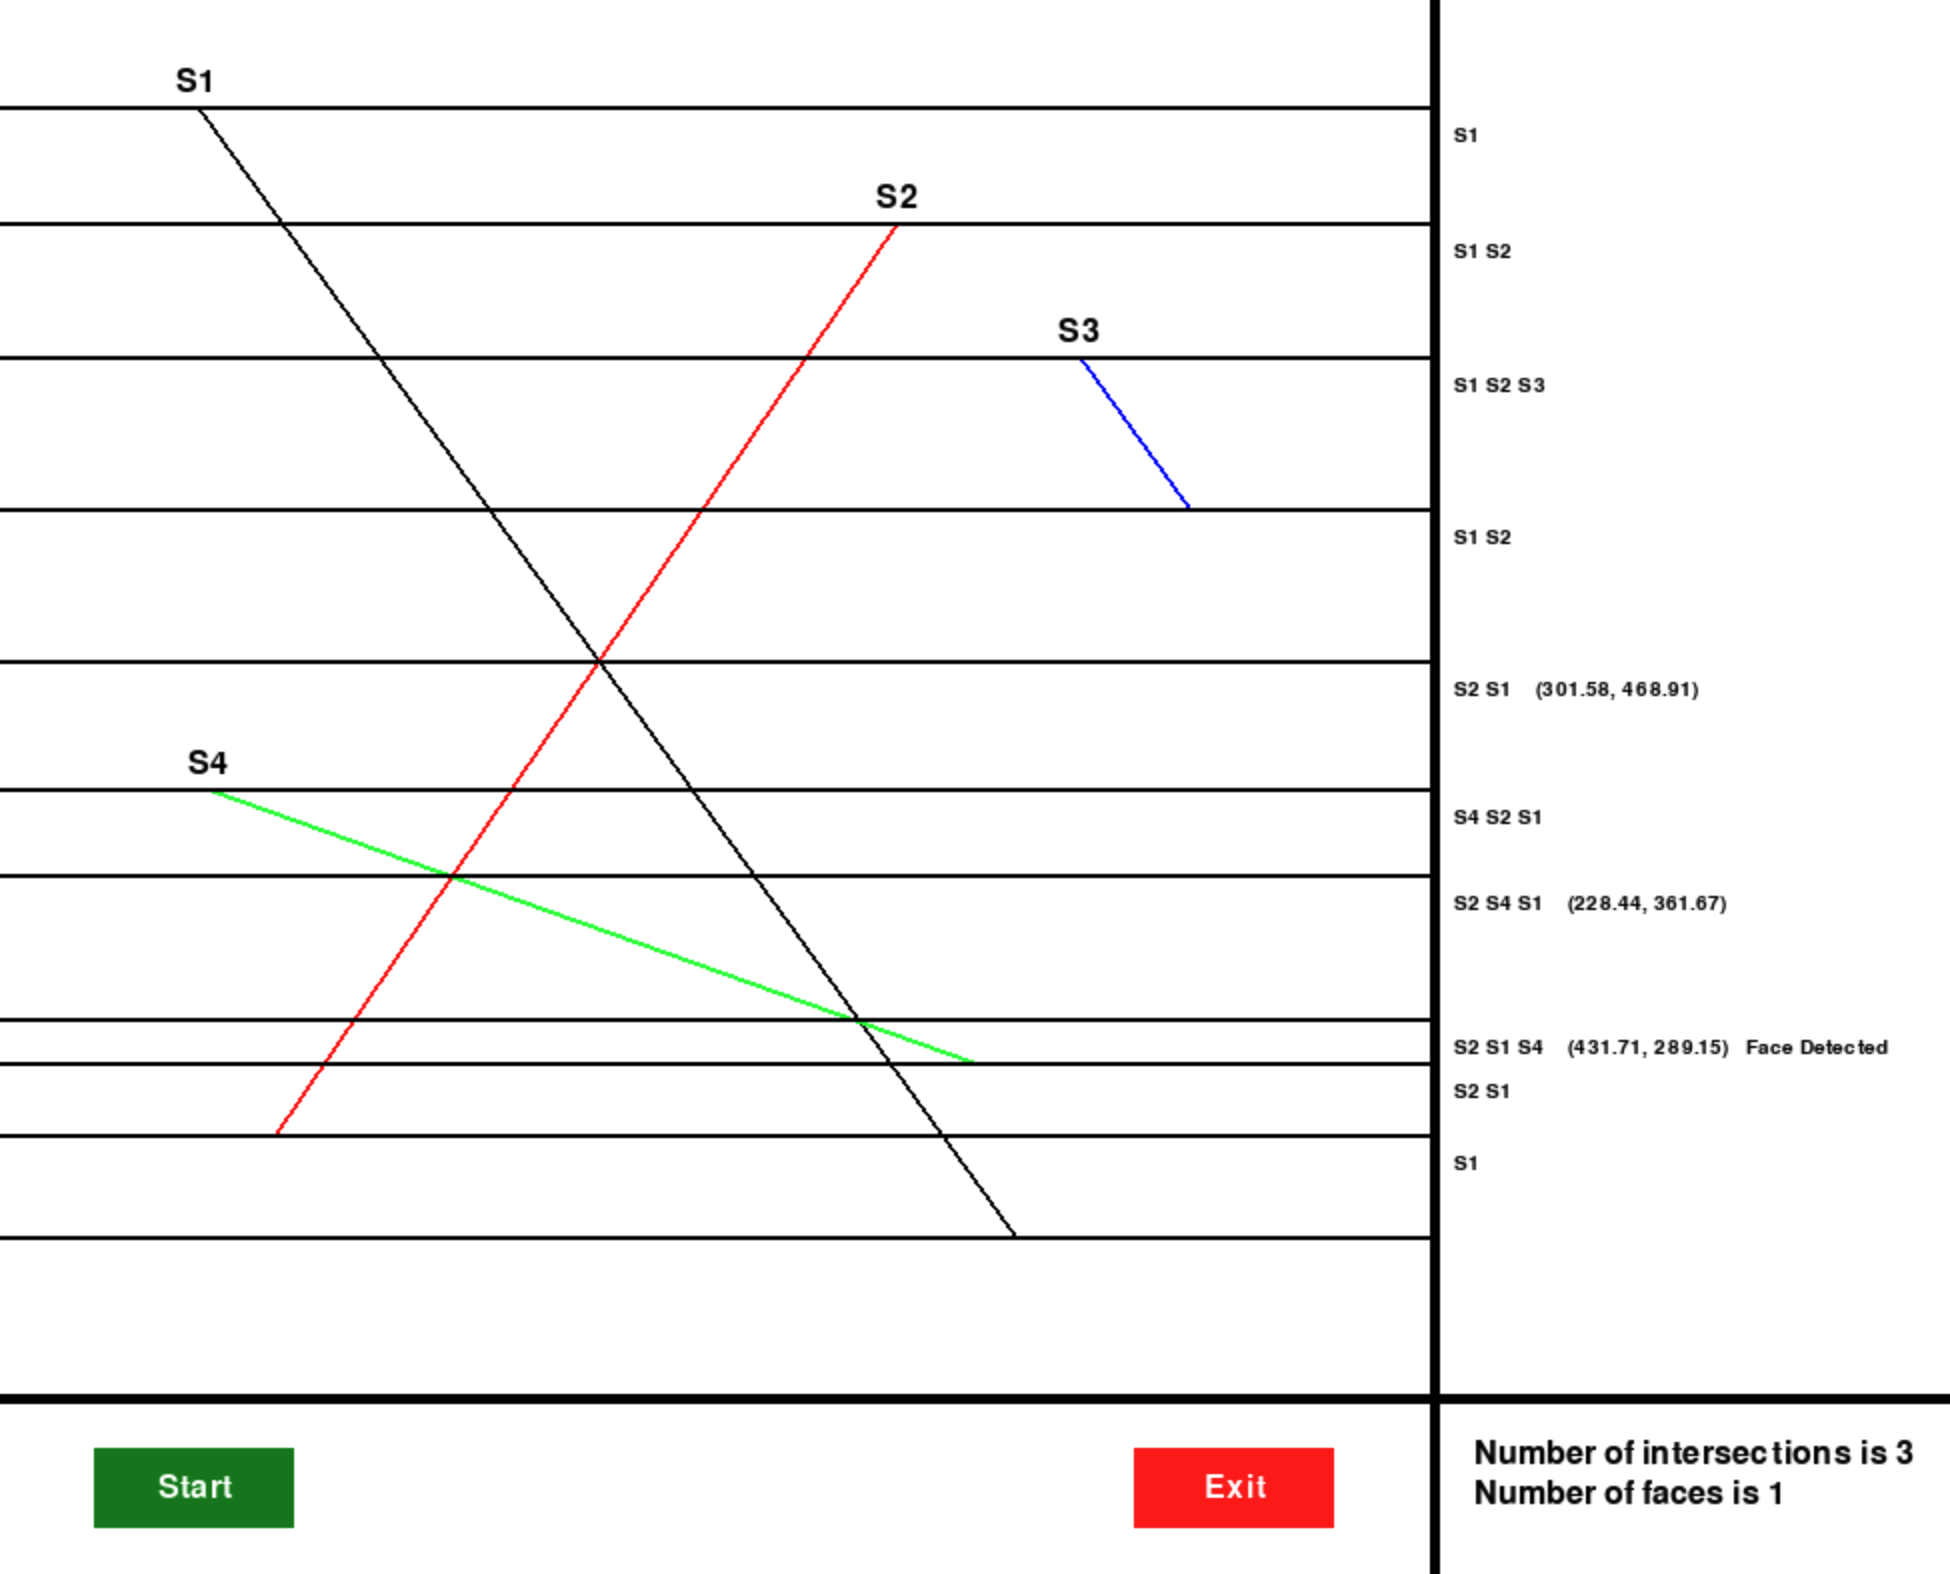 S1
S1
S2
S1 S2
S3
S1 S2 S3
S1 S2
S2 S1 (301.58, 468.91)
S4
S4 S2 S1
S2 S4 S1 (228.44, 361.67)
S2 S1 S4 (431.71, 289.15) Face Detected
S2 S1
S1
Start
Exit
Number of intersections is 3
Number of faces is 1